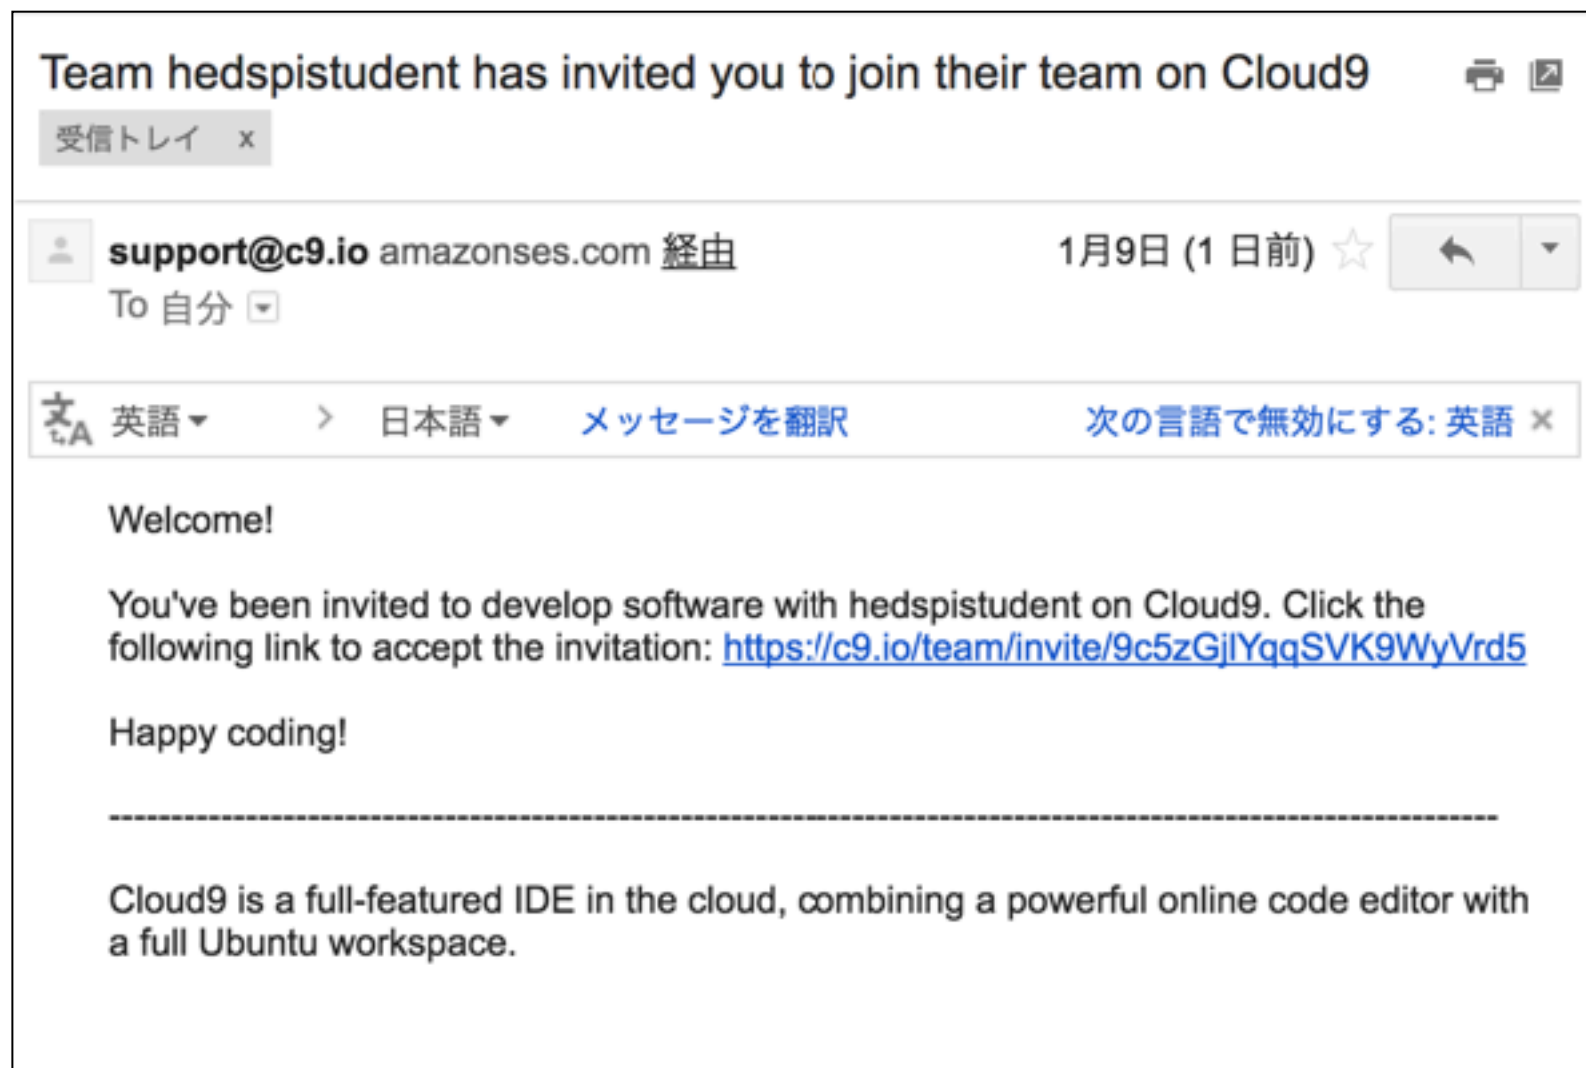 Team hedspistudent has invited you to join their team on Cloud9
受信トレイ x
support@c9.io amazonses.com 経由 1月9日 (1 日前)
To 自分
英語 > 日本語 メッセージを翻訳 次の言語で無効にする: 英語 ×
Welcome!
You've been invited to develop software with hedspistudent on Cloud9. Click the
following link to accept the invitation: https://c9.io/team/invite/9c5zGjlYqqSVK9WyVrd5
Happy coding!
----------------------------------------------------------------------------------------------------------------
Cloud9 is a full-featured IDE in the cloud, combining a powerful online code editor with
a full Ubuntu workspace.